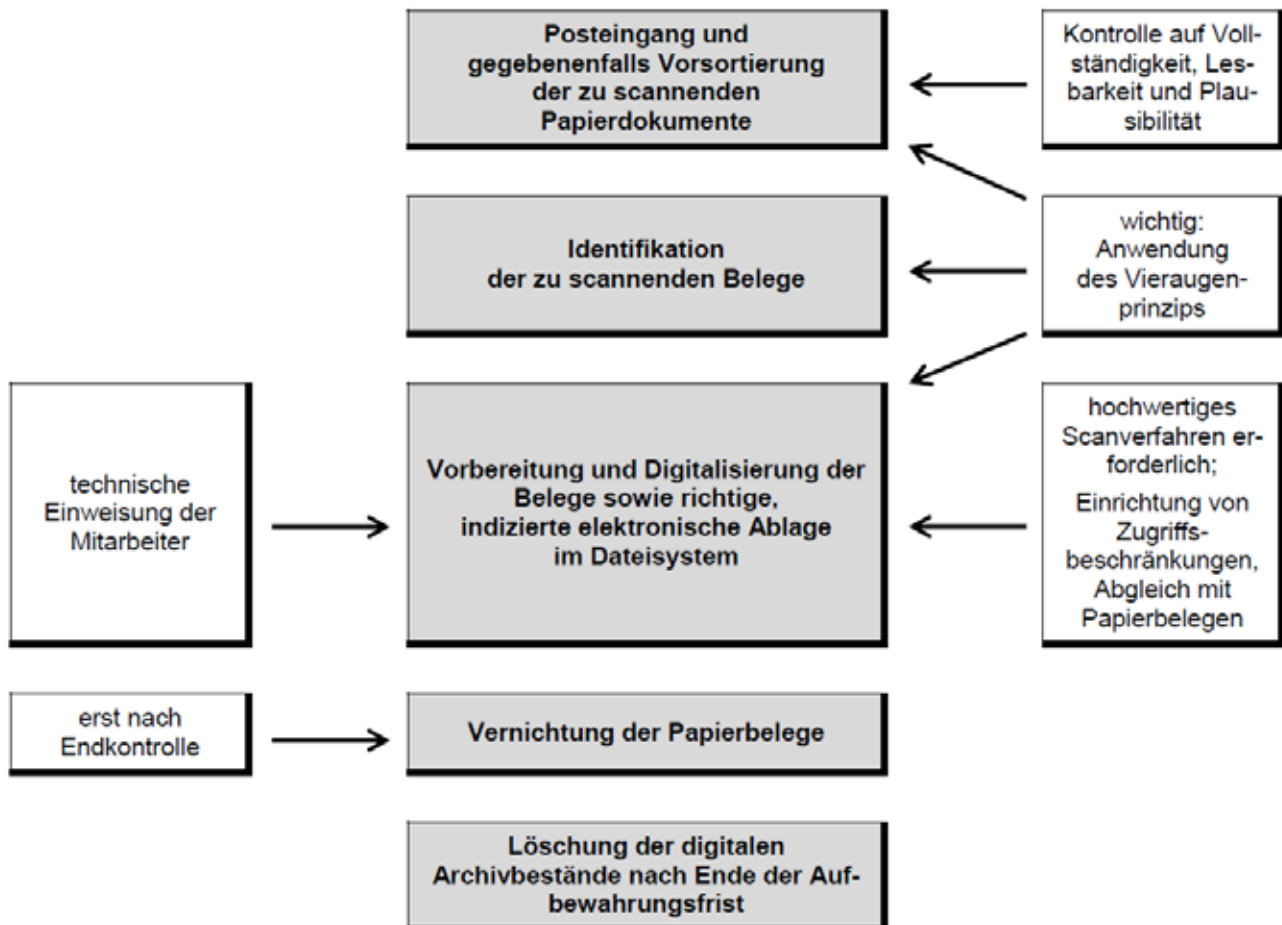 Posteingang und
gegebenenfalls Vorsortierung
der zu scannenden
Papierdokumente
Kontrolle auf Voll-
ständigkeit, Les-
barkeit und Plau-
sibilität
Identifikation
der zu scannenden Belege
wichtig:
Anwendung
des Vieraugen-
prinzips
technische
Einweisung der
Mitarbeiter
Vorbereitung und Digitalisierung der
Belege sowie richtige,
indizierte elektronische Ablage
im Dateisystem
hochwertiges
Scanverfahren er-
forderlich;
Einrichtung von
Zugriffs-
beschränkungen,
Abgleich mit
Papierbelegen
erst nach
Endkontrolle
Vernichtung der Papierbelege
Löschung der digitalen
Archivbestände nach Ende der Auf-
bewahrungsfrist